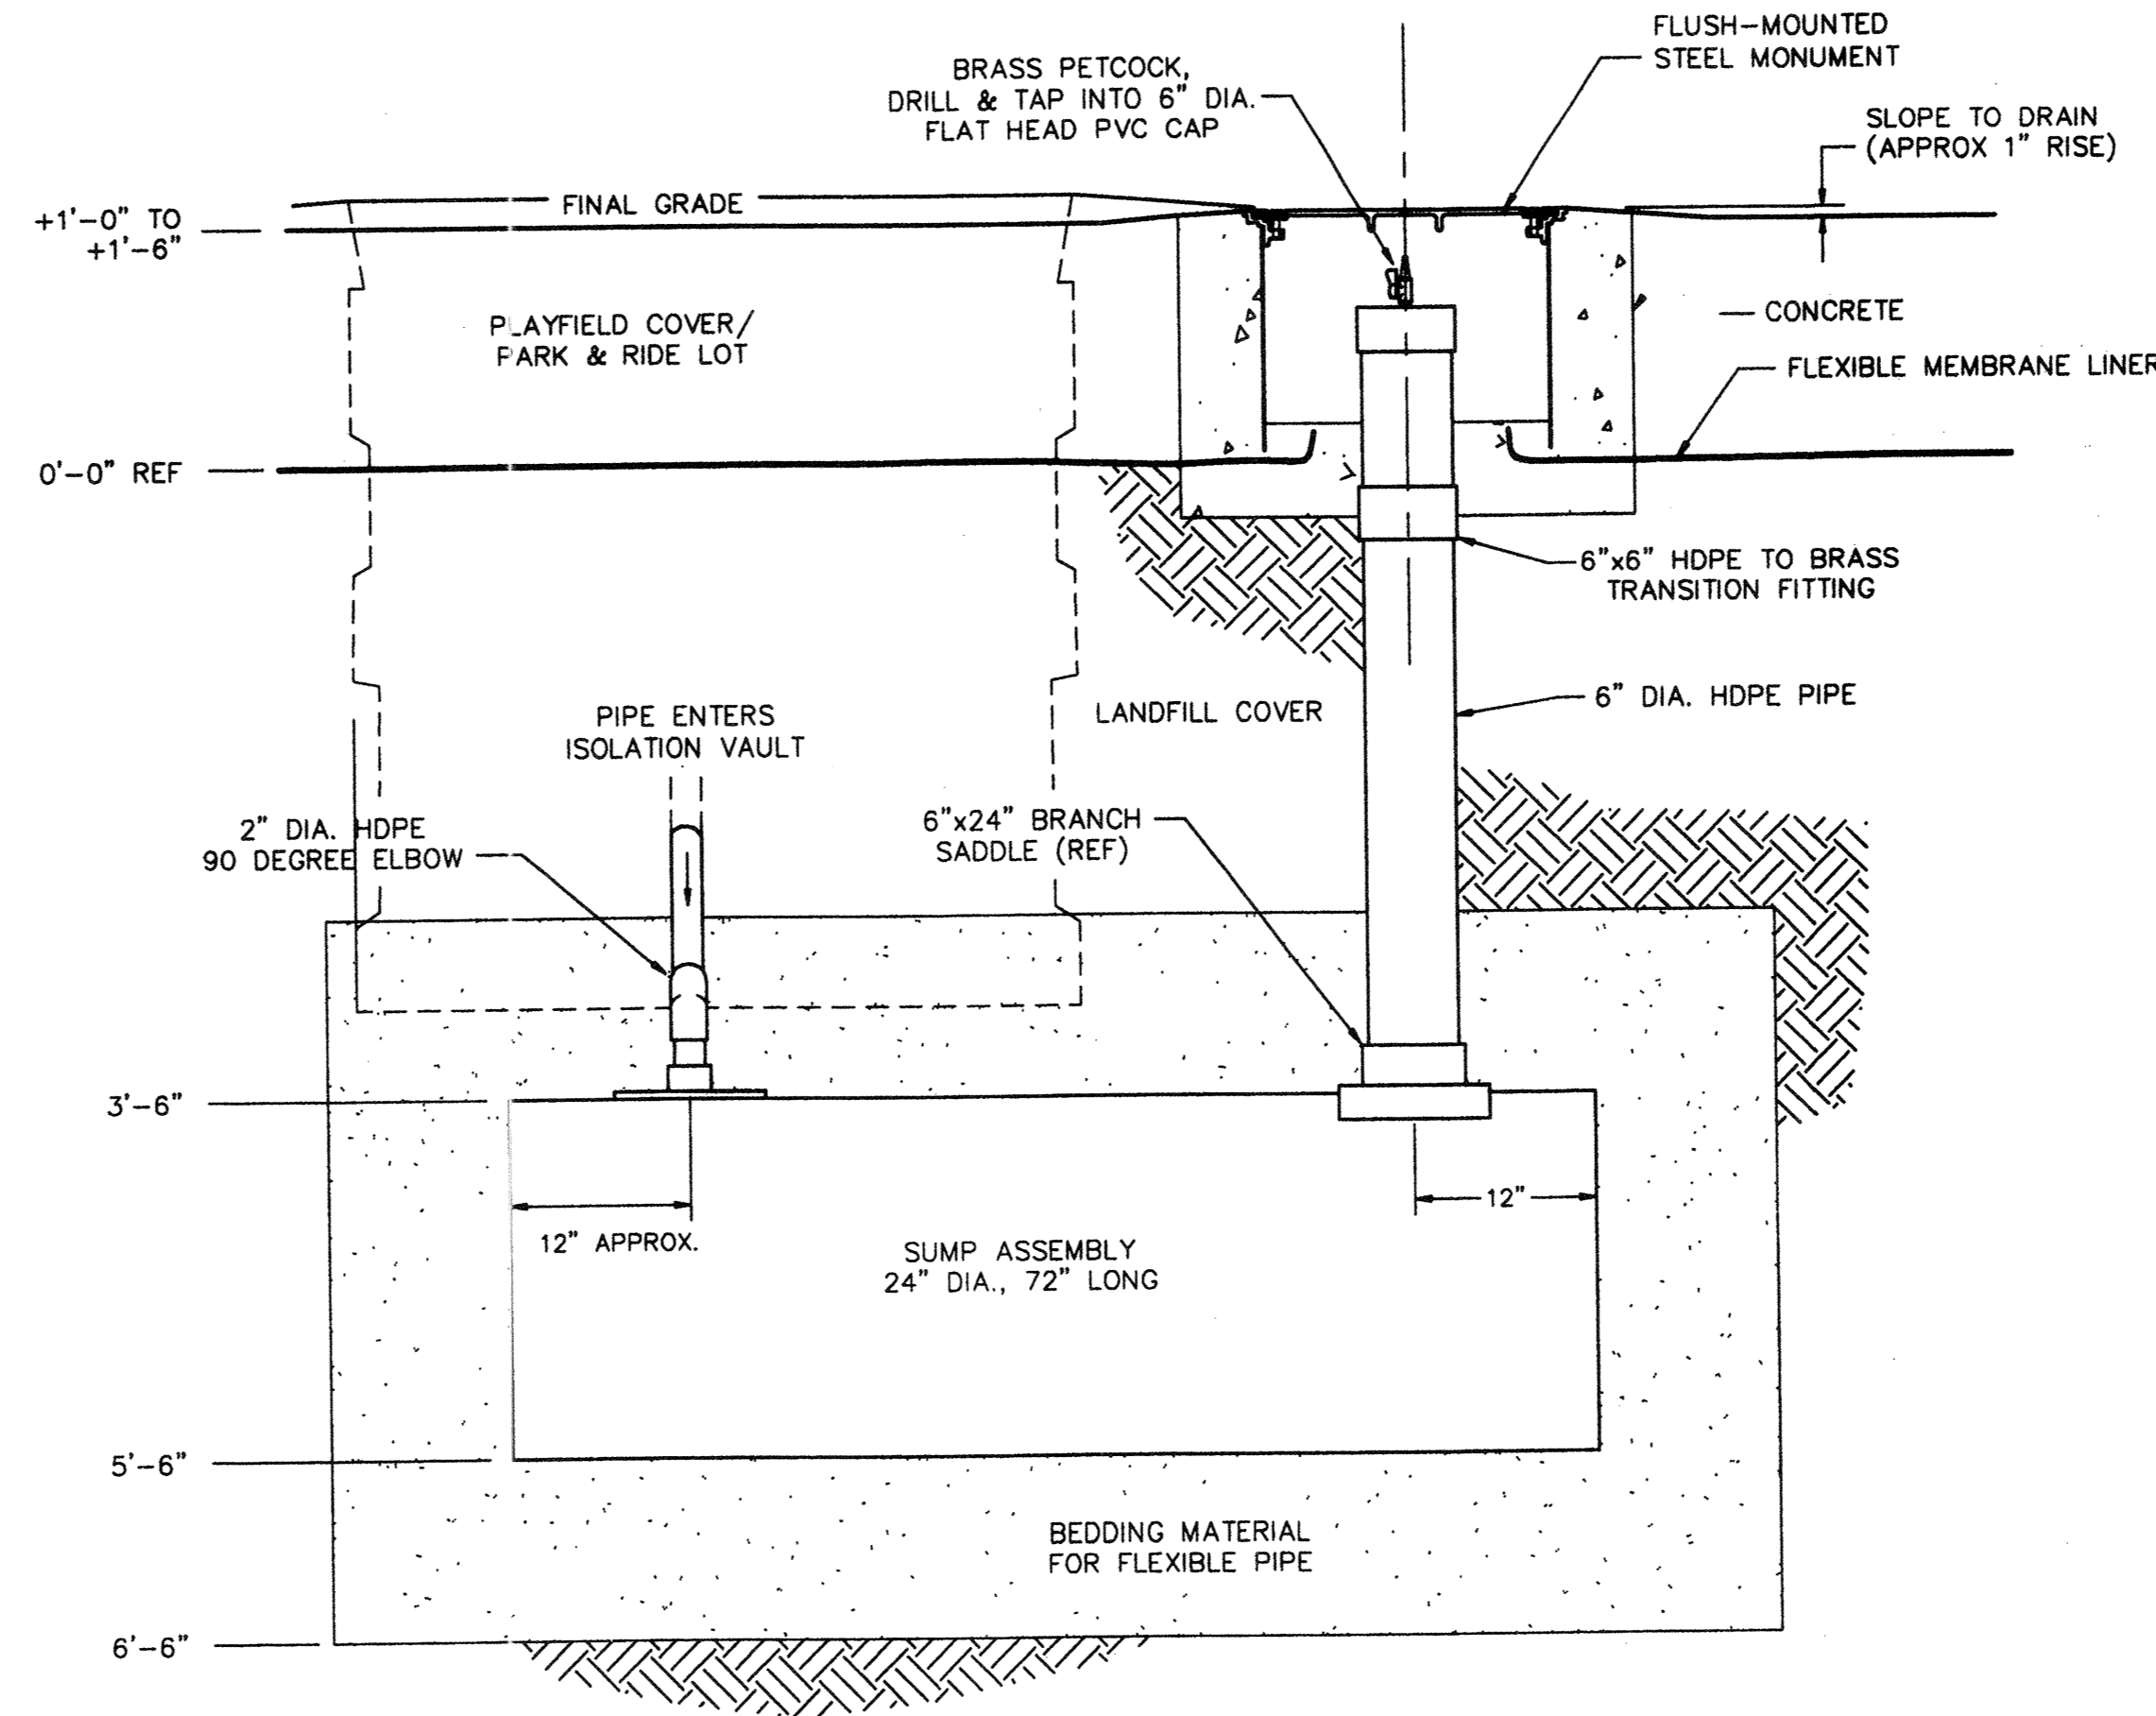 FLUSH-MOUNTED
STEEL MONUMENT
BRASS PETCOCK,
DRILL & TAP INTO 6" DIA.
FLAT HEAD PVC CAP
SLOPE TO DRAIN
(APPROX 1" RISE)
+1'-0" TO
+1'-6"
FINAL GRADE
PLAYFIELD COVER/
PARK & RIDE LOT
CONCRETE
FLEXIBLE MEMBRANE LINER
0'-0" REF
6"x6" HDPE TO BRASS
TRANSITION FITTING
6" DIA. HDPE PIPE
PIPE ENTERS
ISOLATION VAULT
LANDFILL COVER
2" DIA. HDPE
90 DEGREE ELBOW
6"x24" BRANCH
SADDLE (REF)
3'-6"
12" APPROX.
12"
SUMP ASSEMBLY
24" DIA., 72" LONG
5'-6"
BEDDING MATERIAL
FOR FLEXIBLE PIPE
6'-6"